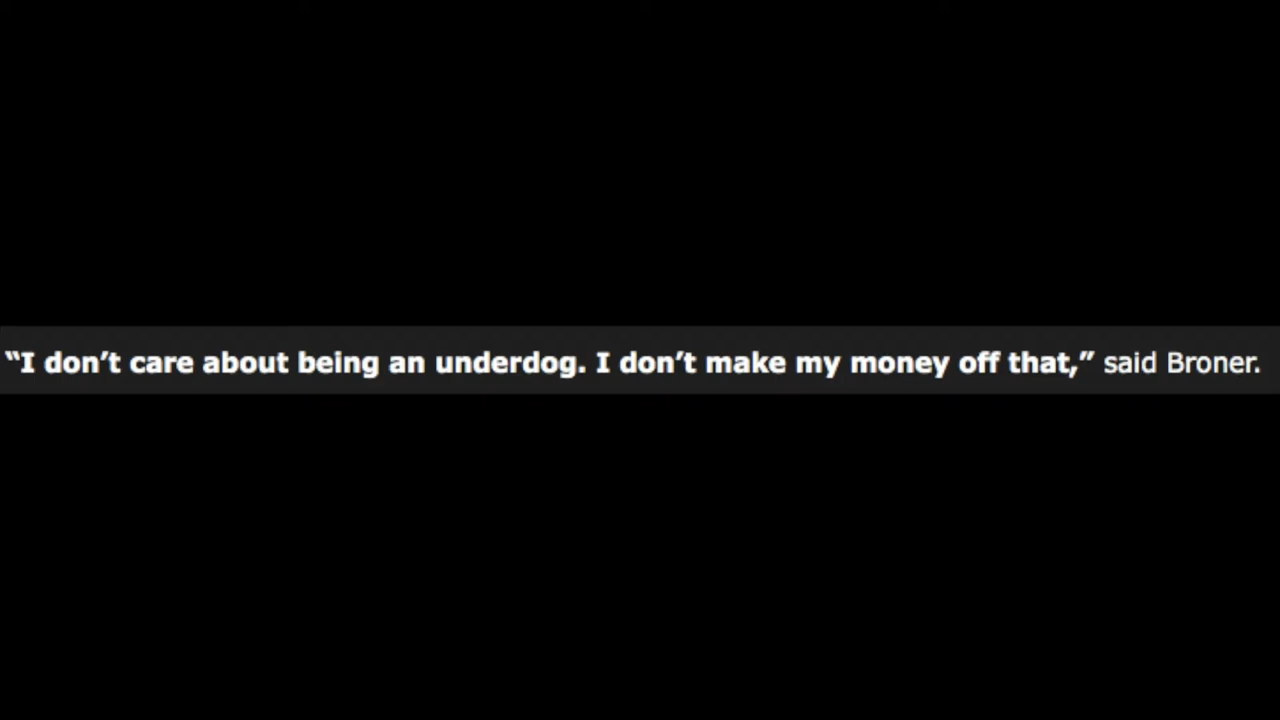 “I don’t care about being an underdog. I don’t make my money off that,” said Broner.